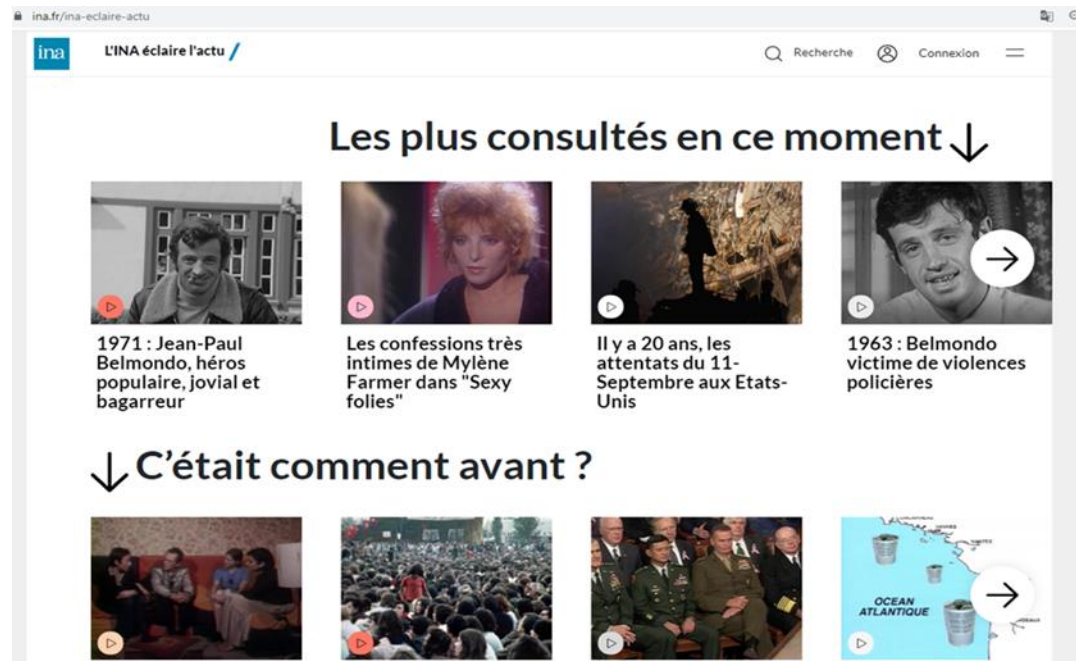 ina.fr/ina-eclaire-actu
ina
L'INA éclaire l'actu /
Recherche
Connexion
Les plus consultés en ce moment
1971 : Jean-Paul
Belmondo, héros
populaire, jovial et
bagarreur
Les confessions très
intimes de Mylène
Farmer dans "Sexy
folies"
Il y a 20 ans, les
attentats du 11-
Septembre aux Etats-
Unis
1963 : Belmondo
victime de violences
policières
C'était comment avant ?
OCEAN
ATLANTIQUE